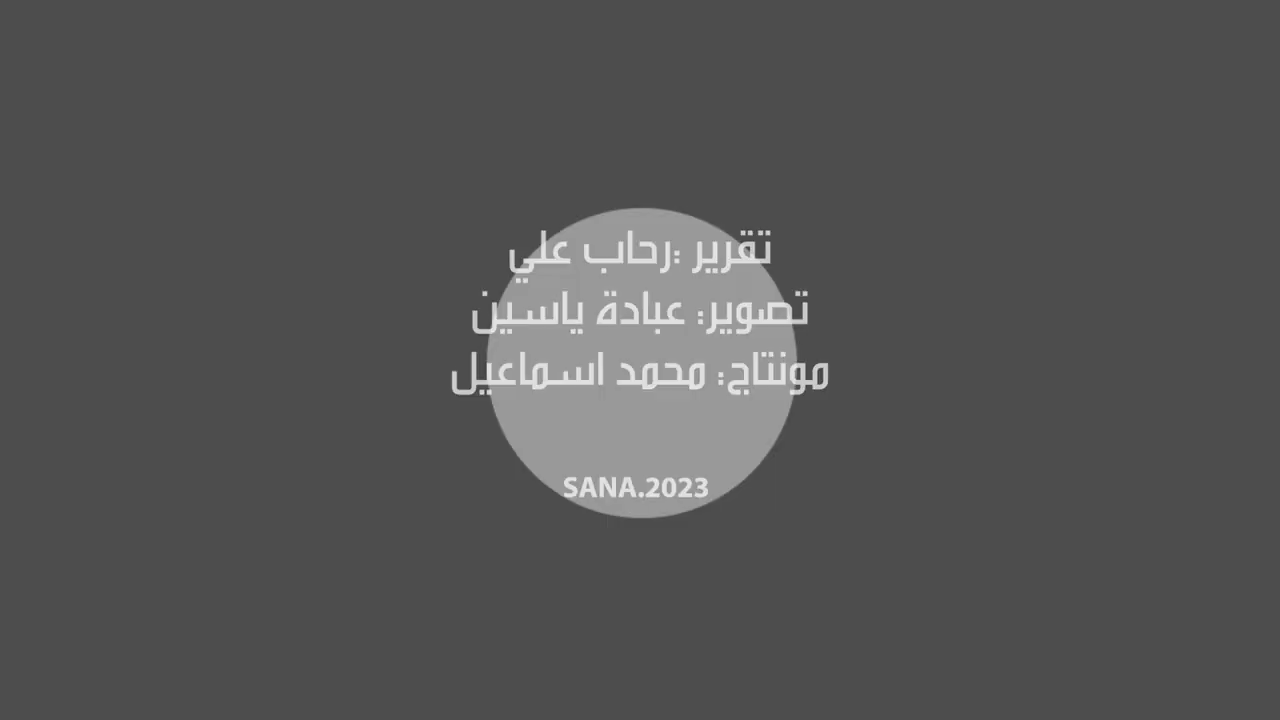 تقرير :رحاب علي
تصوير: عبادة ياسين
مونتاج: محمد اسماعيل
SANA.2023